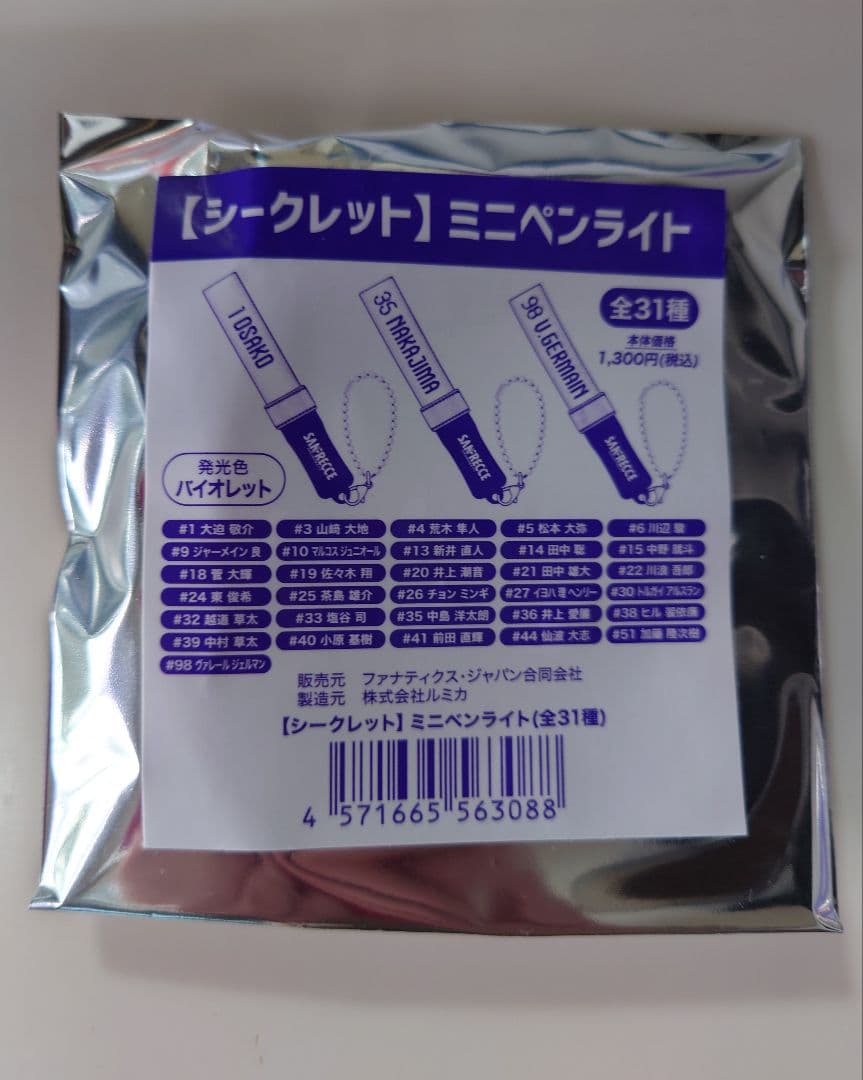 【シークレット】ミニペンライト
1 OSAKO
35 NAKAJIMA
98 V.GERMAIN
SANFRECCE
SANFRECCE
SANFRECCE
全31種
本体価格
1,300円(税込)
発光色
バイオレット
#1 大迫 敬介 #3 山﨑 大地 #4 荒木 隼人 #5 松本 大弥 #6 川辺 駿
#9 ジャーメイン 良 #10 マルコス ジュニオール #13 新井 直人 #14 田中 聡 #15 中野 就斗
#18 菅 大輝 #19 佐々木 翔 #20 井上 潮音 #21 田中 雄大 #22 川浪 吾郎
#24 東 俊希 #25 茶島 雄介 #26 チョン ミンギ #27 イヨハ 理 ヘンリー #30 トルガイ アルスラン
#32 越道 草太 #33 塩谷 司 #35 中島 洋太朗 #36 井上 愛簾 #38 ヒル 袈依廉
#39 中村 草太 #40 小原 基樹 #41 前田 直輝 #44 仙波 大志 #51 加藤 陸次樹
#98 ヴァレール ジェルマン
販売元 ファナティクス・ジャパン合同会社
製造元 株式会社ルミカ
【シークレット】ミニペンライト(全31種)
4 571665 563088